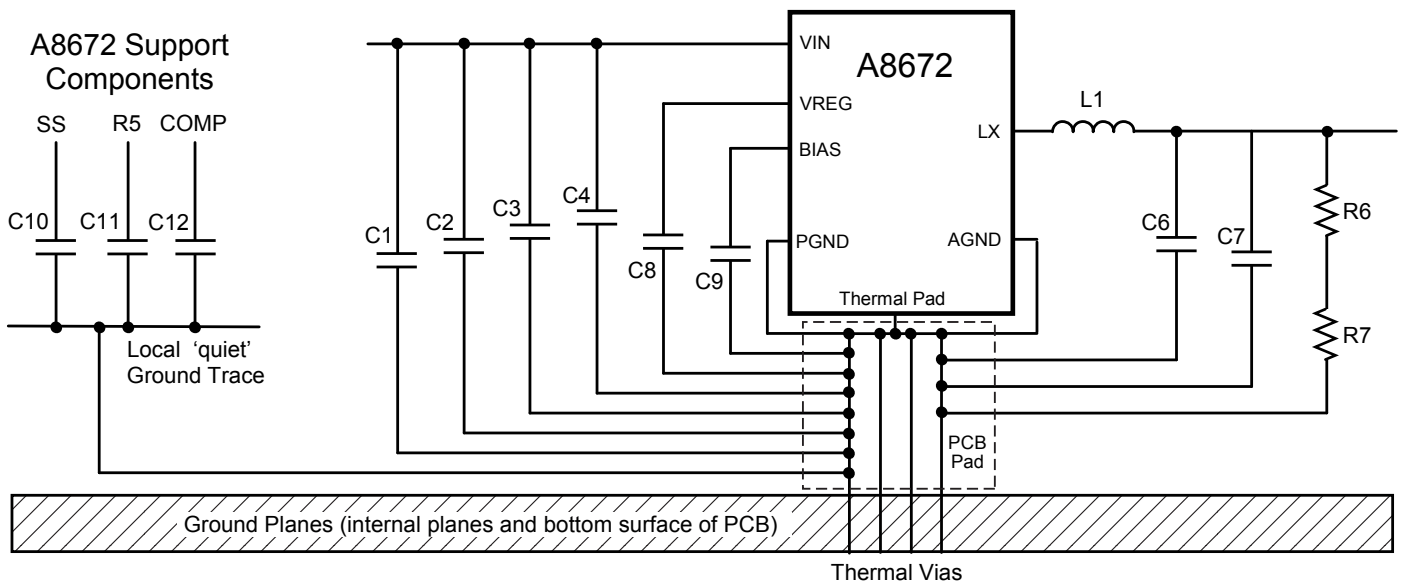 A8672 Support
Components
SS R5 COMP
C10 C11 C12
Local ‘quiet’
Ground Trace
C1 C2 C3 C4
C8 C9
VIN
A8672
VREG
BIAS
LX
PGND
AGND
Thermal Pad
L1
C6 C7
R6
R7
PCB
Pad
Ground Planes (internal planes and bottom surface of PCB)
Thermal Vias